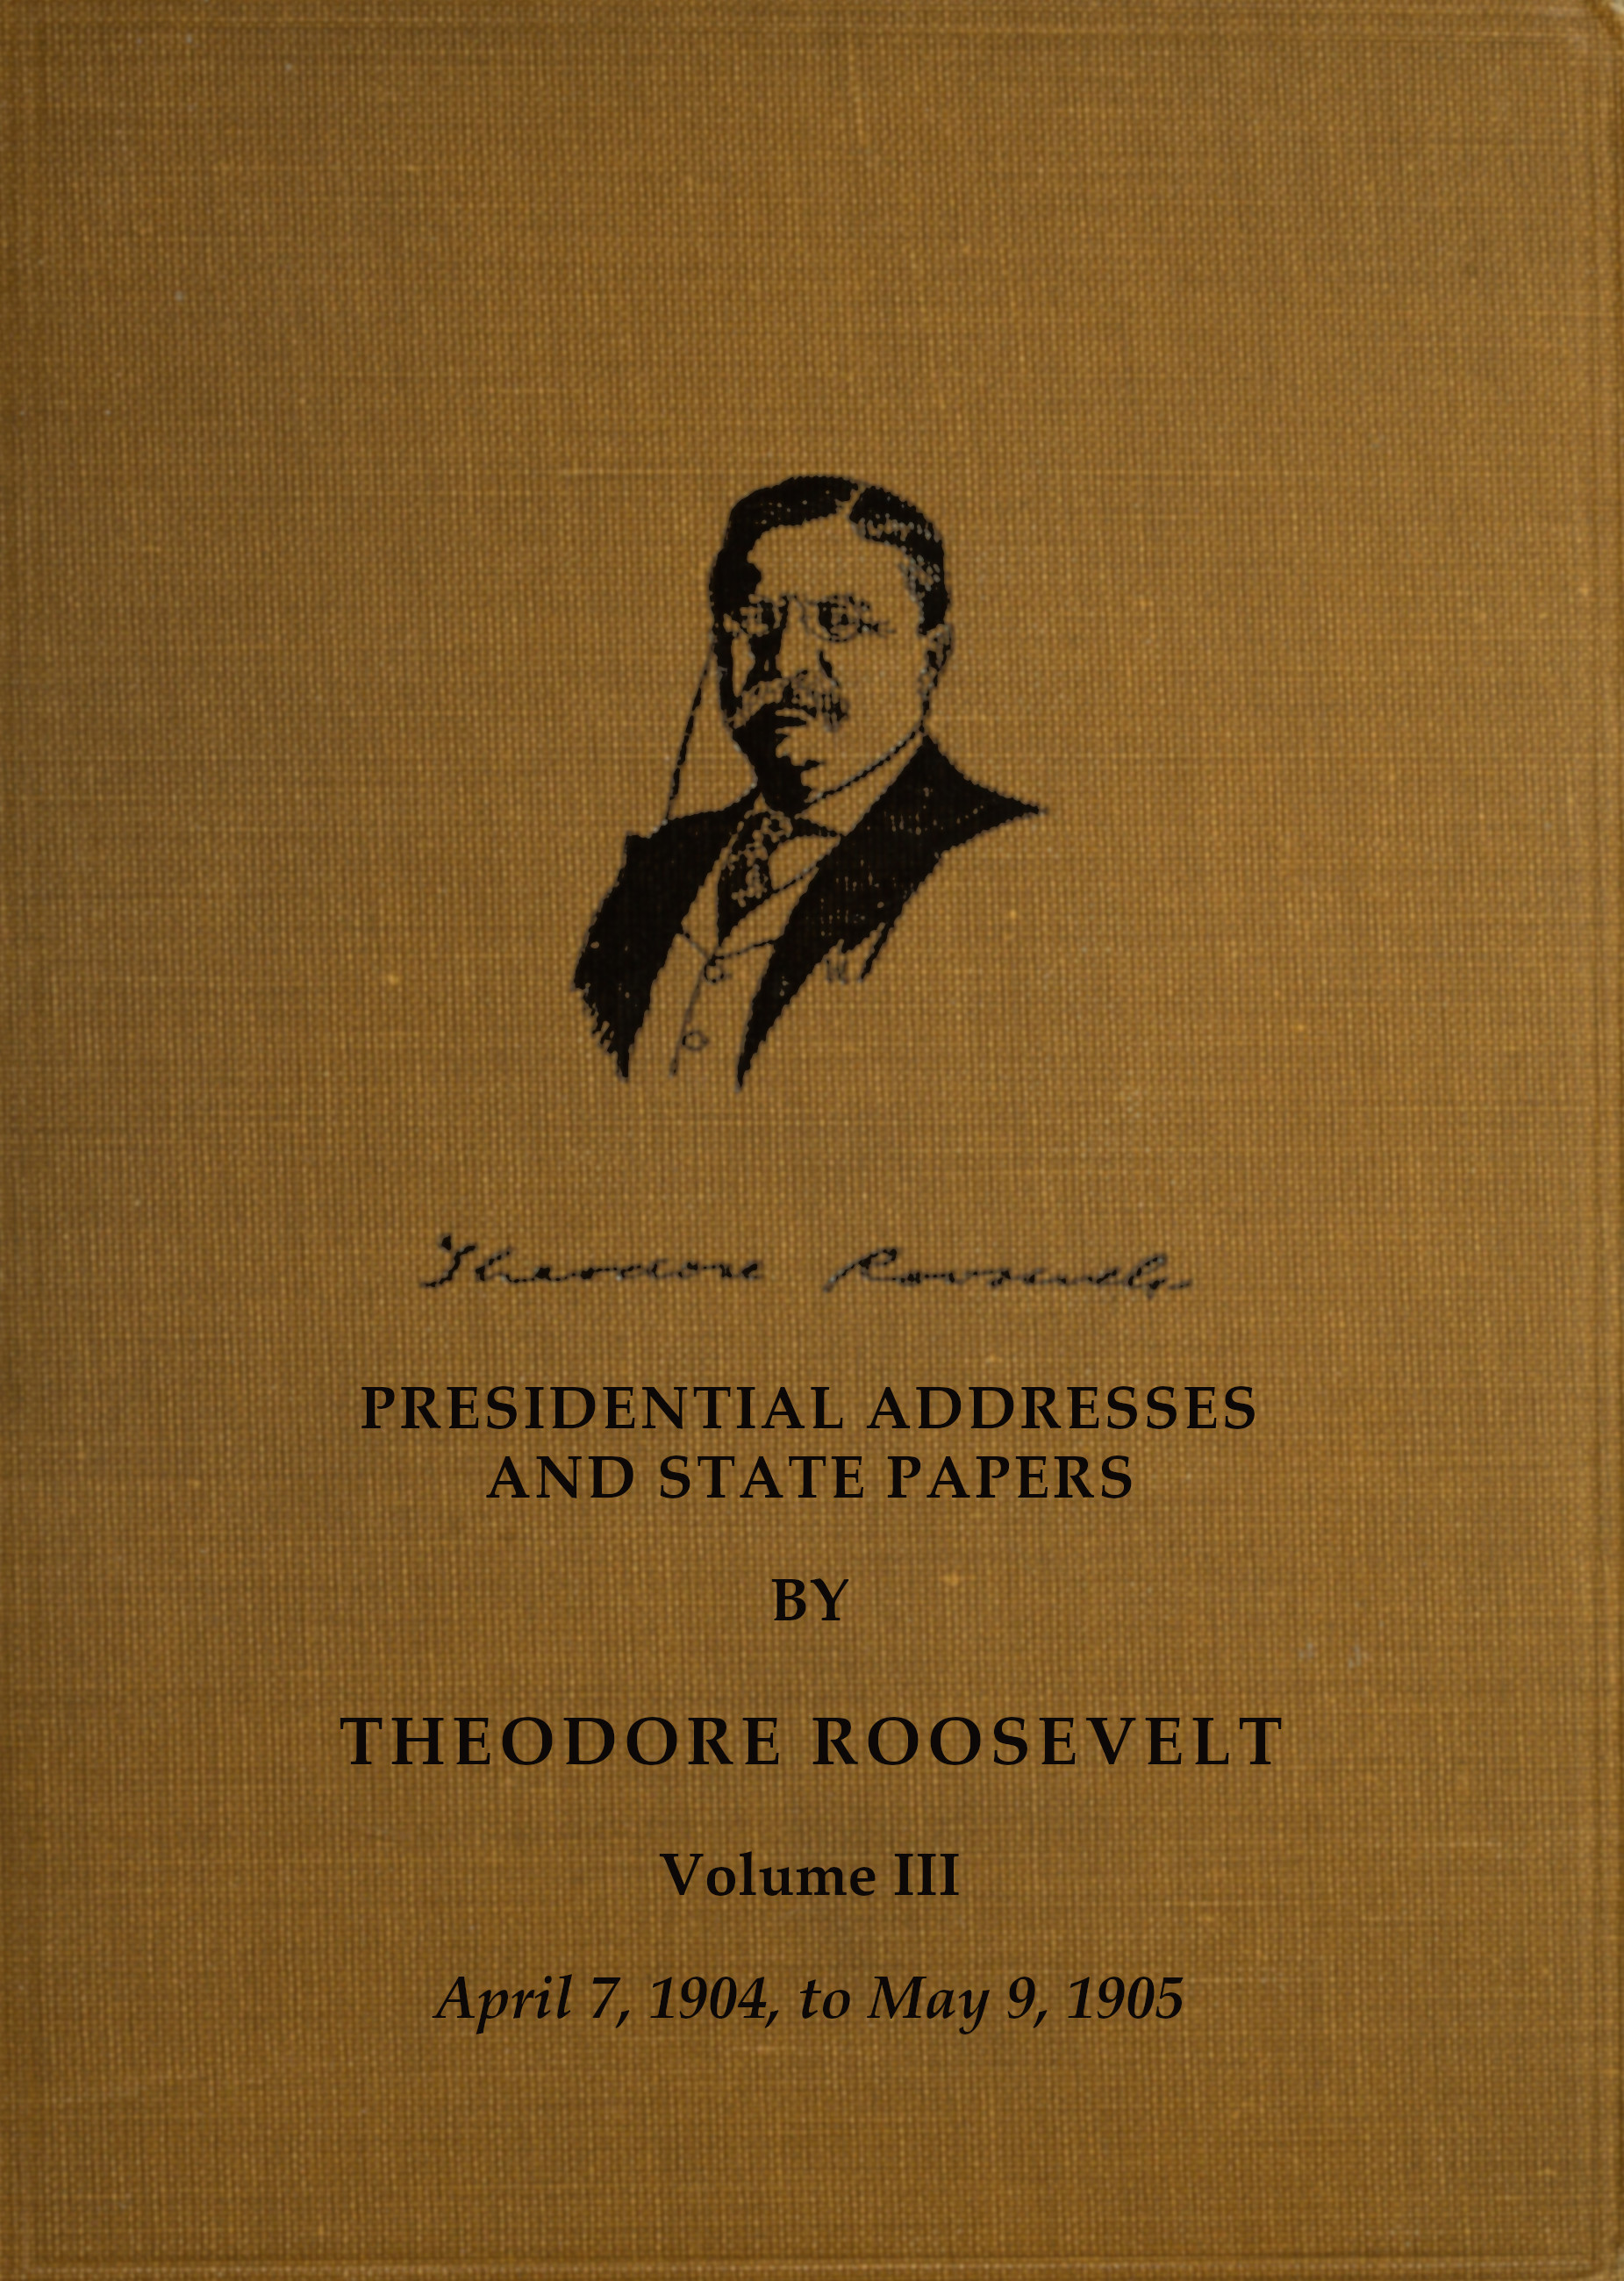 Theodore Roosevelt
PRESIDENTIAL ADDRESSES
AND STATE PAPERS
BY
THEODORE ROOSEVELT
Volume III
April 7, 1904, to May 9, 1905